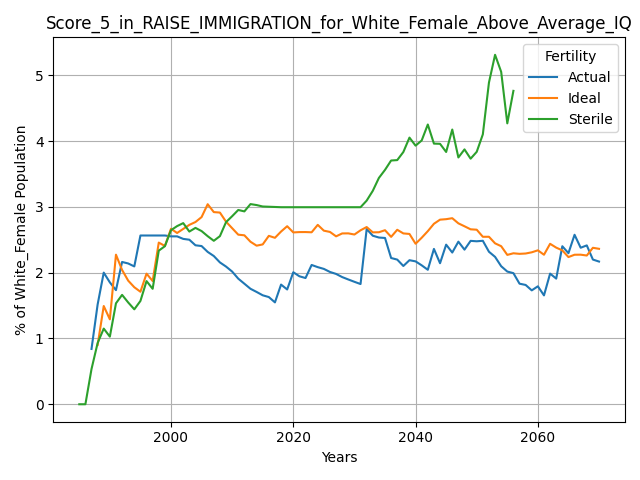 Score_5_in_RAISE_IMMIGRATION_for_White_Female_Above_Average_IQ
Fertility
Actual
Ideal
Sterile
% of White_Female Population
5
4
3
2
1
0
2000 2020 2040 2060
Years